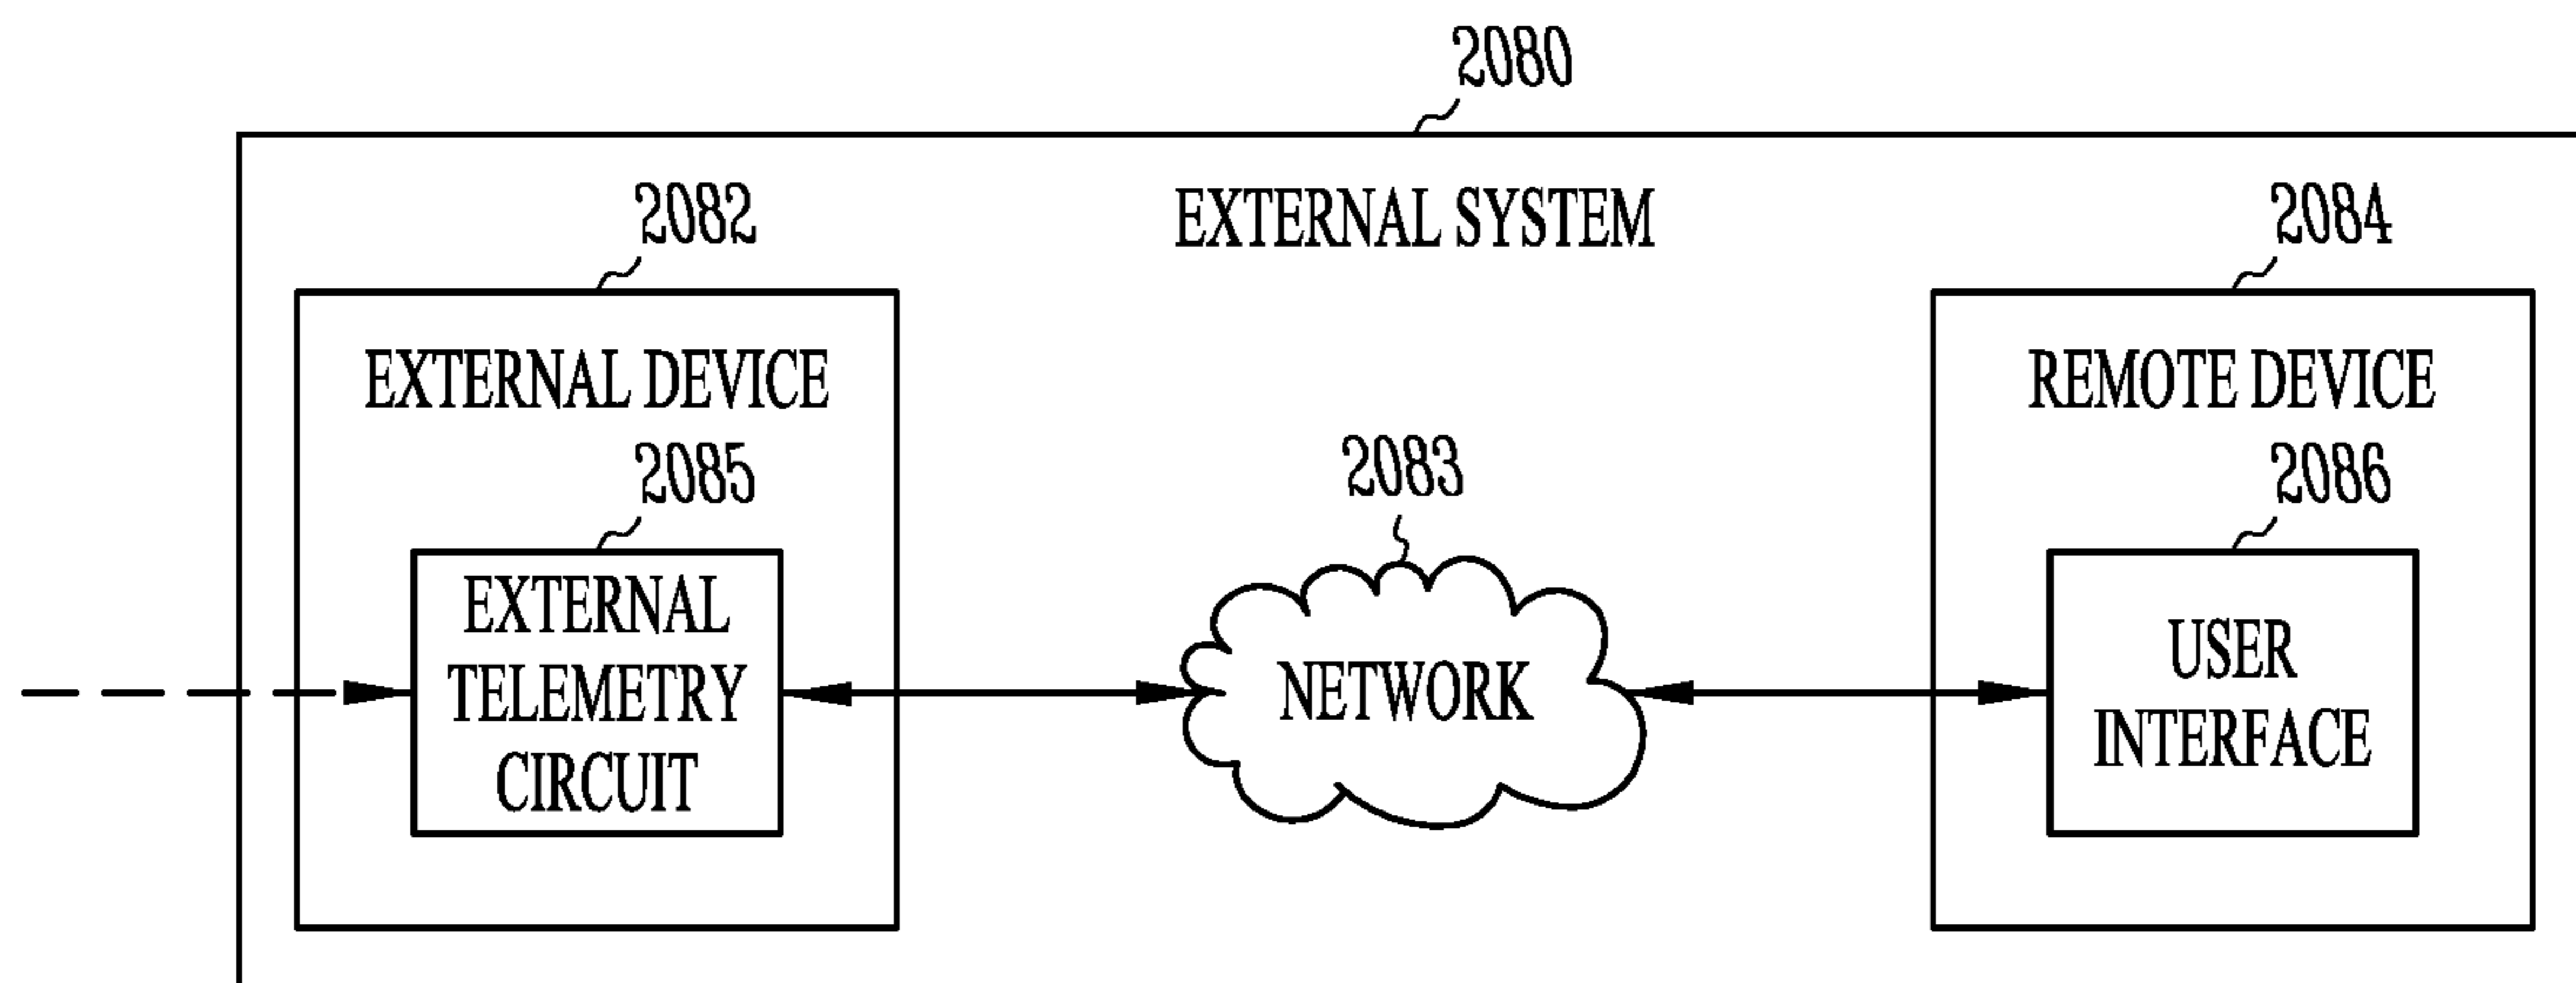 2080
EXTERNAL SYSTEM
2082
EXTERNAL DEVICE
2085
EXTERNAL
TELEMETRY
CIRCUIT
2083
NETWORK
2084
REMOTE DEVICE
2086
USER
INTERFACE